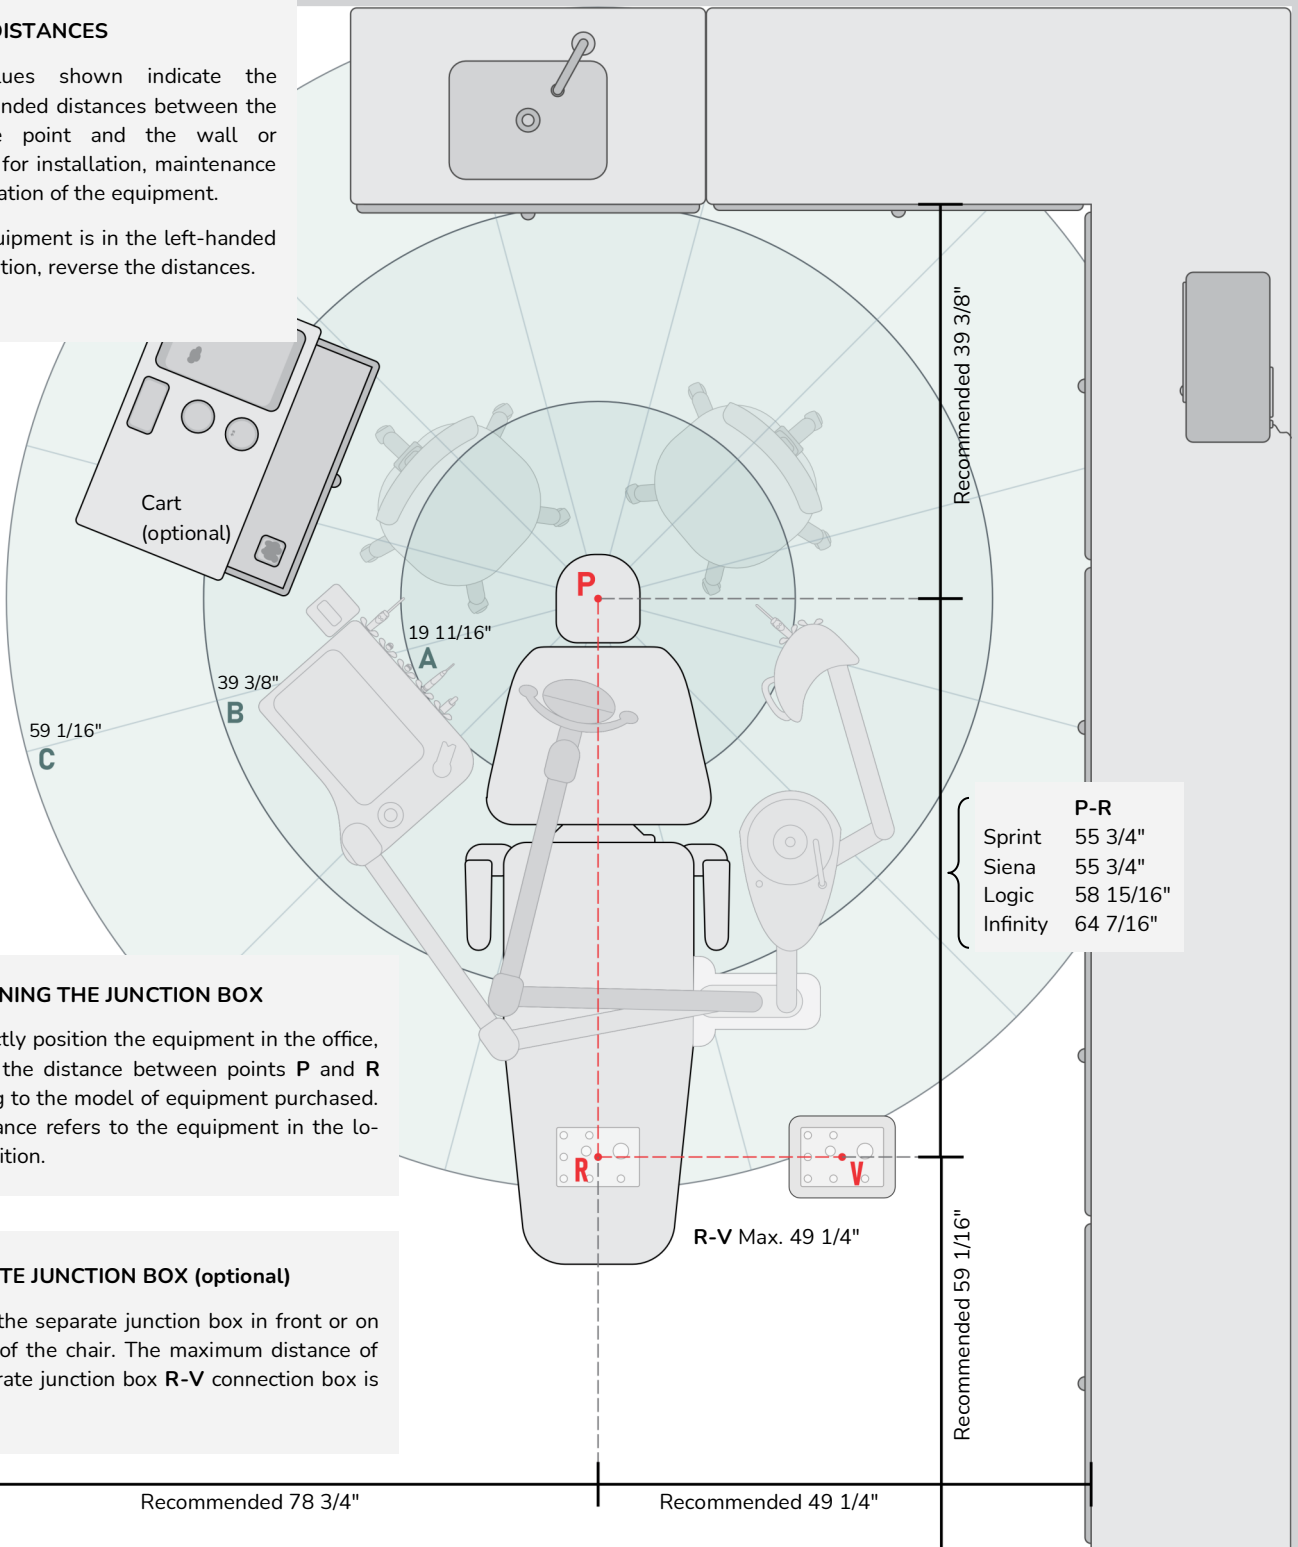 DISTANCES
lues shown indicate the
nded distances between the
e point and the wall or
for installation, maintenance
ation of the equipment.
uipment is in the left-handed
tion, reverse the distances.
Recommended 39 3/8"
Cart
(optional)
P
19 11/16"
A
39 3/8"
B
59 1/16"
C
P-R
Sprint 55 3/4"
Siena 55 3/4"
Logic 58 15/16"
Infinity 64 7/16"
NING THE JUNCTION BOX
ctly position the equipment in the office,
the distance between points P and R
g to the model of equipment purchased.
ance refers to the equipment in the lo-
ition.
R
V
R-V Max. 49 1/4"
Recommended 59 1/16"
TE JUNCTION BOX (optional)
the separate junction box in front or on
of the chair. The maximum distance of
rate junction box R-V connection box is
Recommended 78 3/4"
Recommended 49 1/4"